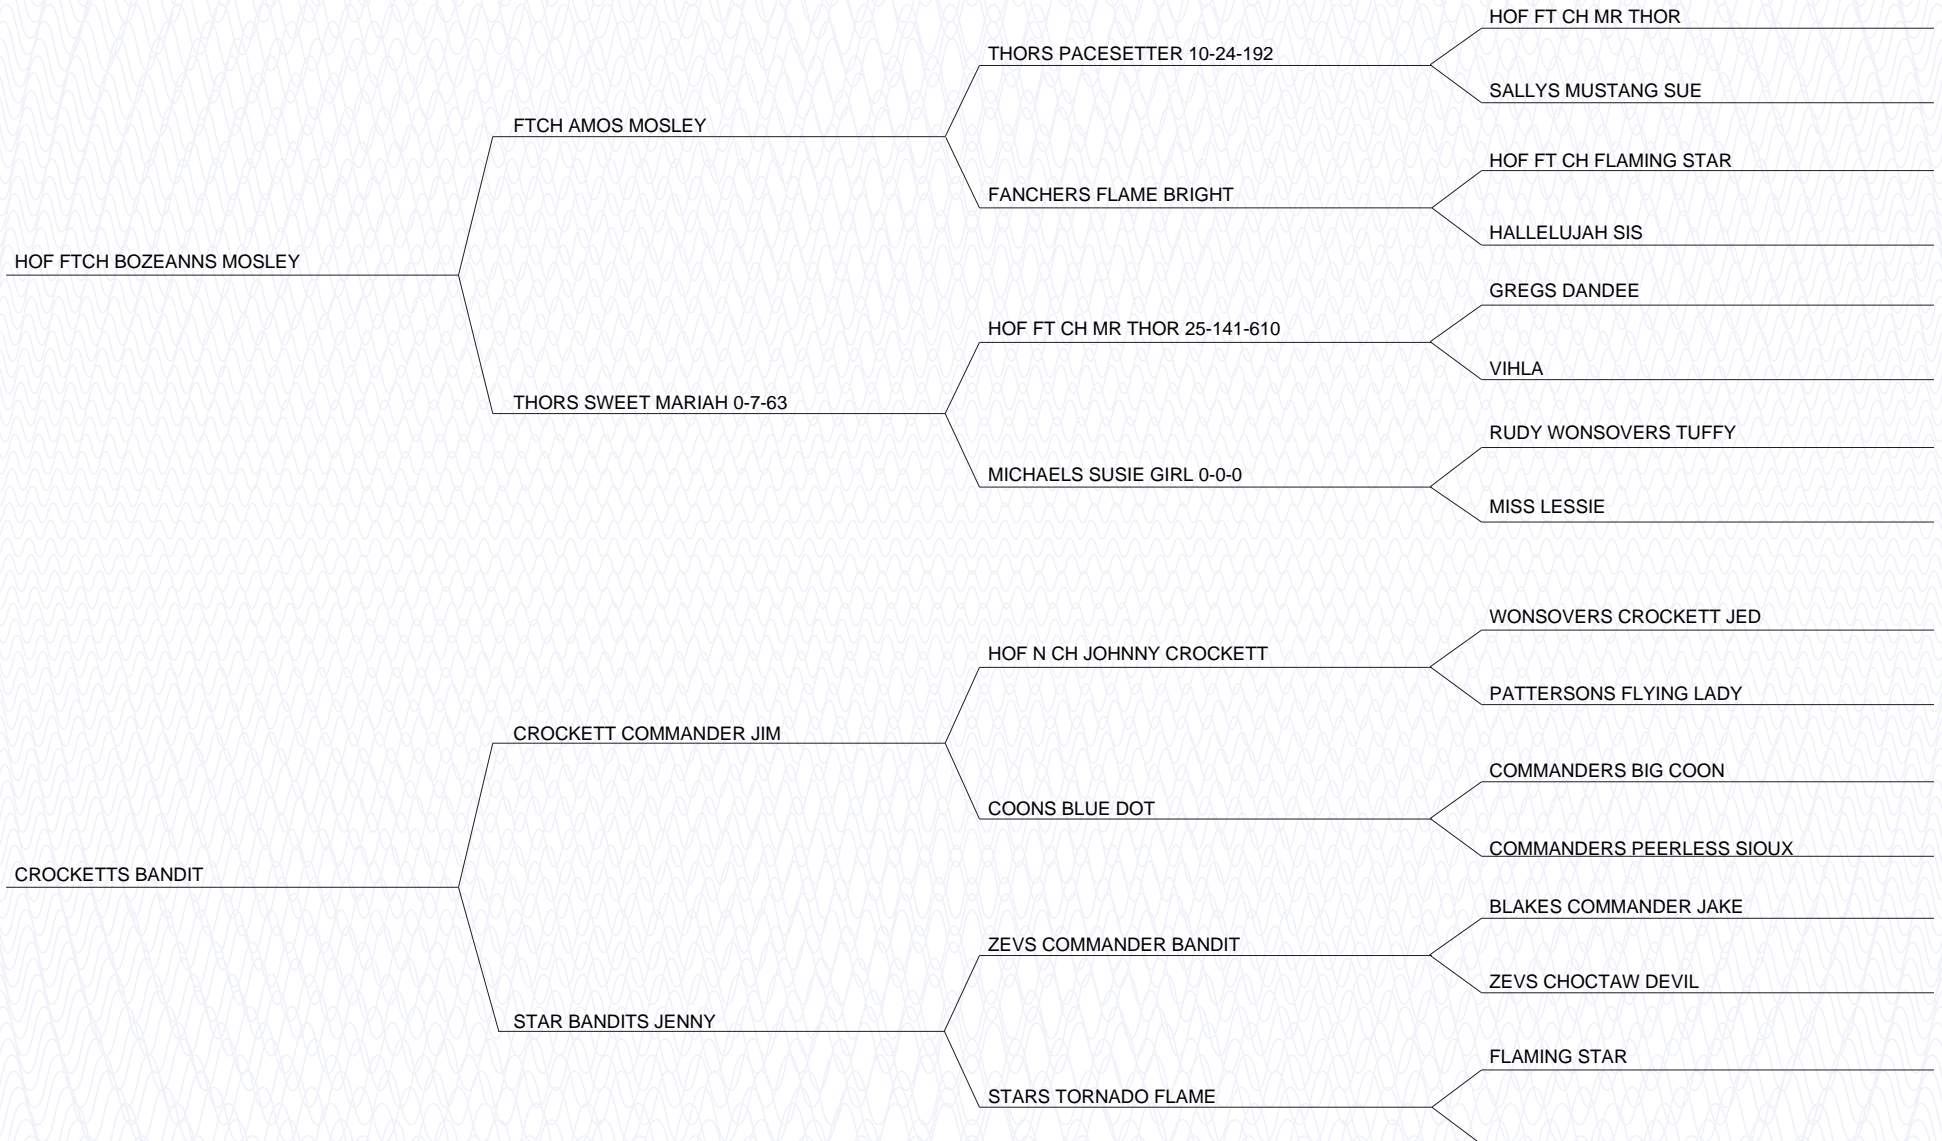 HOF FT CH MR THOR
THORS PACESETTER 10-24-192
SALLYS MUSTANG SUE
FTCH AMOS MOSLEY
HOF FT CH FLAMING STAR
FANCHERS FLAME BRIGHT
HALLELUJAH SIS
HOF FTCH BOZEANNS MOSLEY
GREGS DANDEE
HOF FT CH MR THOR 25-141-610
VIHLA
THORS SWEET MARIAH 0-7-63
RUDY WONSOVERS TUFFY
MICHAELS SUSIE GIRL 0-0-0
MISS LESSIE
WONSOVERS CROCKETT JED
HOF N CH JOHNNY CROCKETT
PATTERSONS FLYING LADY
CROCKETT COMMANDER JIM
COMMANDERS BIG COON
COONS BLUE DOT
COMMANDERS PEERLESS SIOUX
CROCKETTS BANDIT
BLAKES COMMANDER JAKE
ZEVS COMMANDER BANDIT
ZEVS CHOCTAW DEVIL
STAR BANDITS JENNY
FLAMING STAR
STARS TORNADO FLAME